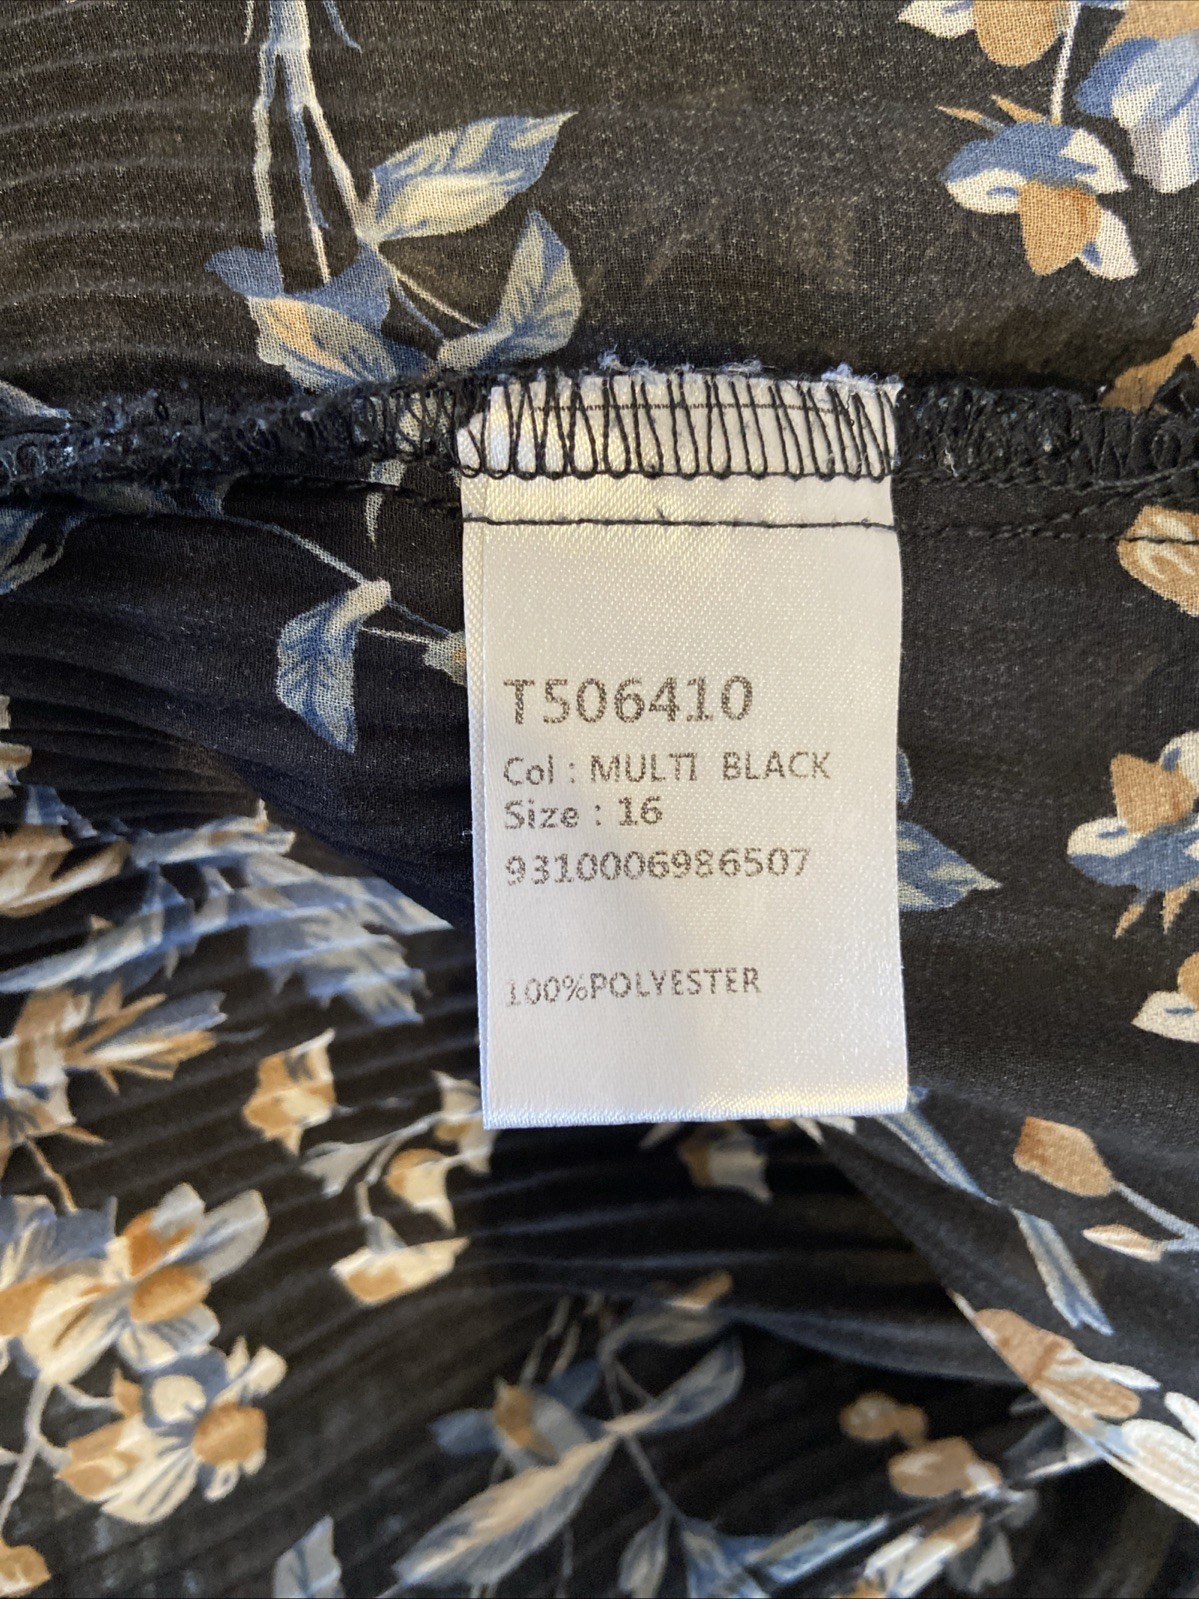 T506410
Col : MULTI BLACK
Size : 16
9310006986507
100%POLYESTER